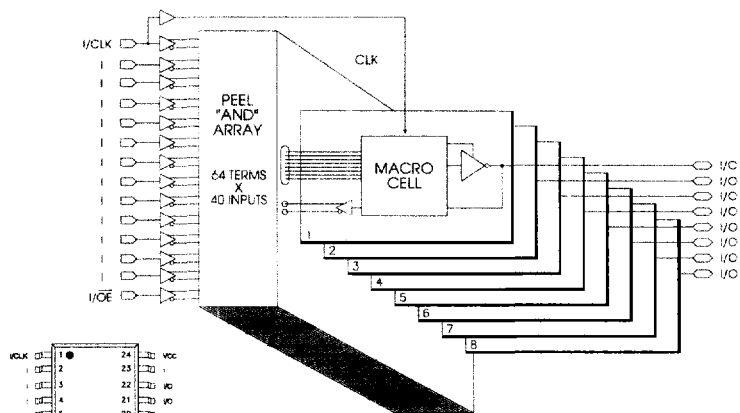 I/CLK
I
I
I
I
I
I
I
I
I
I
I
I
I/OE
PEEL
"AND"
ARRAY
64 TERMS
X
40 INPUTS
CLK
MACRO
CELL
1
2
3
4
5
6
7
8
I/O
I/O
I/O
I/O
I/O
I/O
I/O
I/O
I/CLK 1 24 VCC
I 2 23 I
I 3 22 I/O
I 4 21 I/O